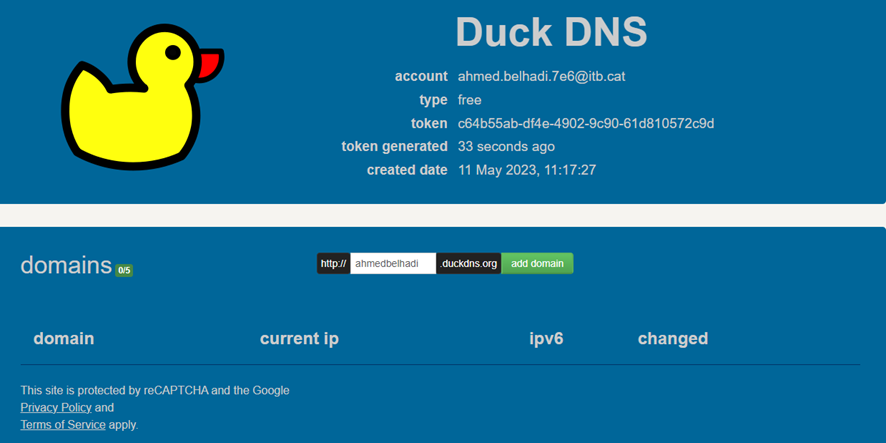 Duck DNS
account ahmed.belhadi.7e6@itb.cat
type free
token c64b55ab-df4e-4902-9c90-61d810572c9d
token generated 33 seconds ago
created date 11 May 2023, 11:17:27
domains 0/5 http:// ahmedbelhadi .duckdns.org add domain
domain current ip ipv6 changed
This site is protected by reCAPTCHA and the Google
Privacy Policy and
Terms of Service apply.